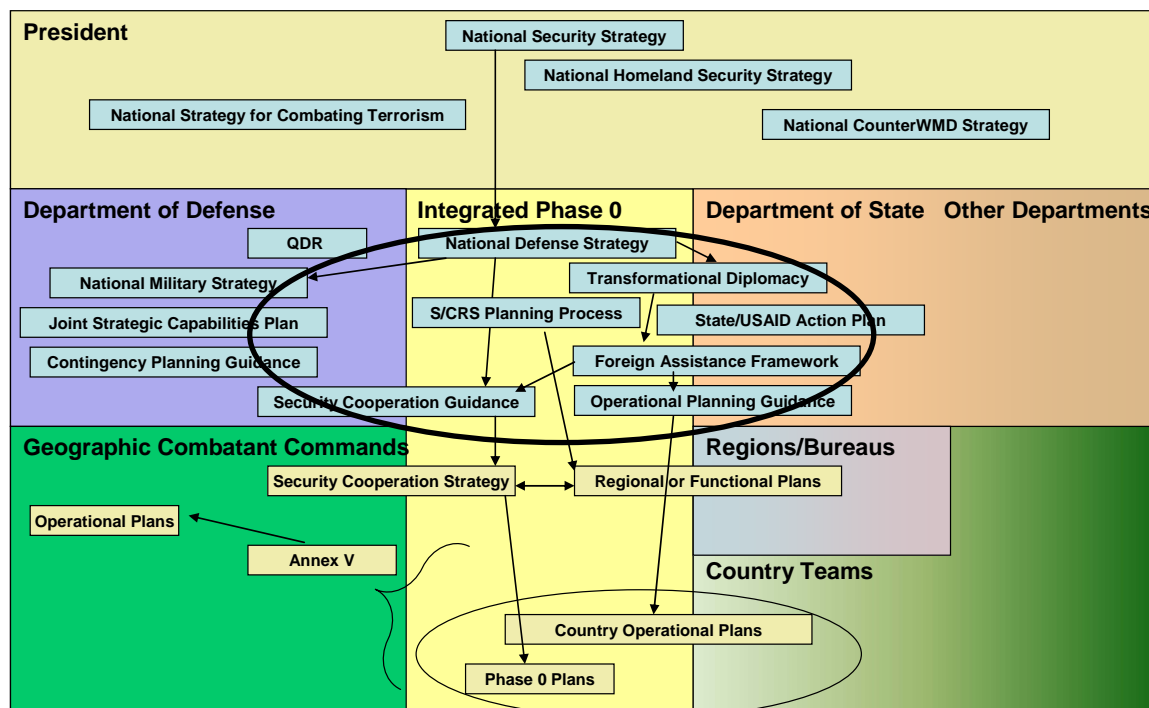 President
National Security Strategy
National Homeland Security Strategy
National Strategy for Combating Terrorism
National CounterWMD Strategy
Department of Defense
Integrated Phase 0
Department of State
Other Departments
QDR
National Defense Strategy
National Military Strategy
Transformational Diplomacy
Joint Strategic Capabilities Plan
S/CRS Planning Process
State/USAID Action Plan
Contingency Planning Guidance
Foreign Assistance Framework
Security Cooperation Guidance
Operational Planning Guidance
Geographic Combatant Commands
Regions/Bureaus
Security Cooperation Strategy
Regional or Functional Plans
Operational Plans
Annex V
Country Teams
Country Operational Plans
Phase 0 Plans